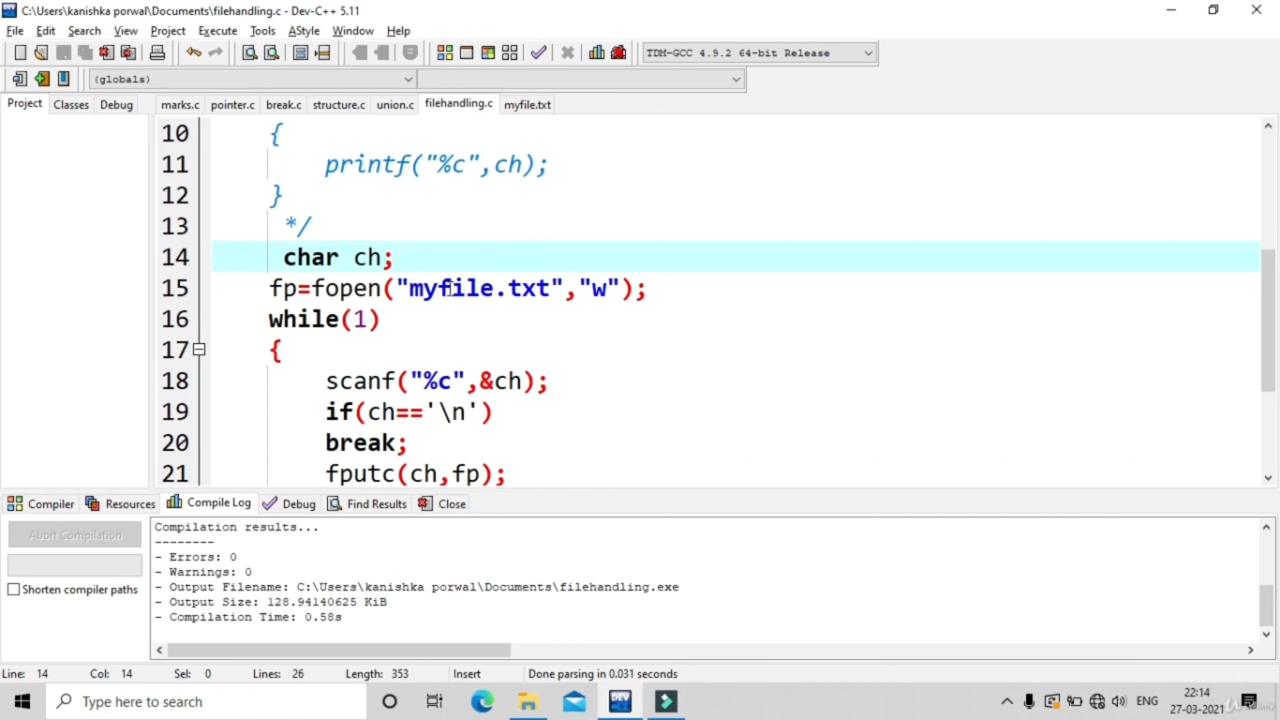 C:\Users\kanishka porwal\Documents\filehandling.c - Dev-C++ 5.11
File Edit Search View Project Execute Tools AStyle Window Help
TDM-GCC 4.9.2 64-bit Release
(globals)
Project Classes Debug marks.c pointer.c break.c structure.c union.c filehandling.c myfile.txt
10 {
11 printf("%c",ch);
12 }
13 */
14 char ch;
15 fp=fopen("myfile.txt","w");
16 while(1)
17 {
18 scanf("%c",&ch);
19 if(ch=='\n')
20 break;
21 fputc(ch,fp);
Compiler Resources Compile Log Debug Find Results Close
Compilation results...
--------
Abort Compilation
- Errors: 0
- Warnings: 0
- Output Filename: C:\Users\kanishka porwal\Documents\filehandling.exe
Shorten compiler paths
- Output Size: 128.94140625 KiB
- Compilation Time: 0.58s
Line: 14 Col: 14 Sel: 0 Lines: 26 Length: 353 Insert Done parsing in 0.031 seconds
Type here to search
DEV
ENG
22:14
27-03-2021